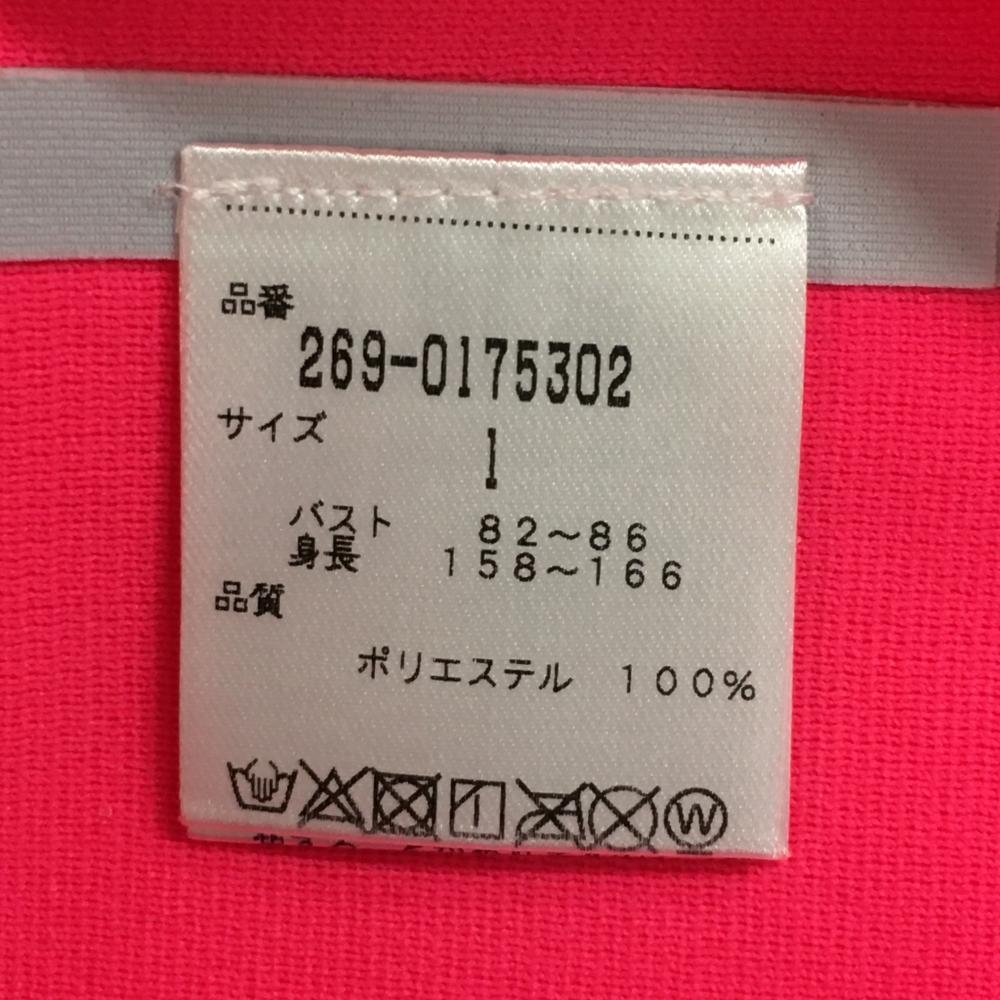 品番
269-0175302
サイズ
1
バスト 82～86
身長 158～166
品質
ポリエステル 100%
W